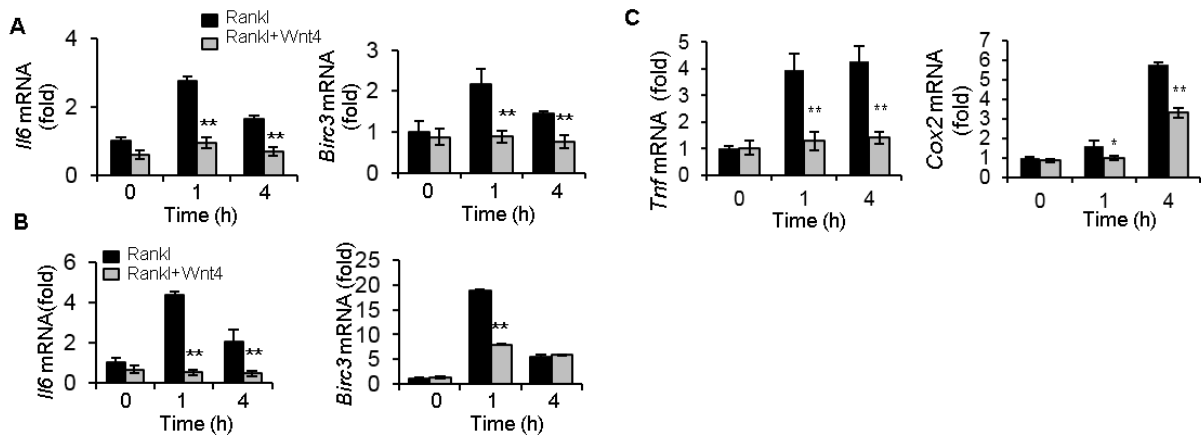 A
Rankl
Rankl+Wnt4
Il6 mRNA
(fold)
4
2
0
**
**
0 1 4
Time (h)
Birc3 mRNA
(fold)
3
2
1
0
**
**
0 1 4
Time (h)
B
Rankl
Rankl+Wnt4
Il6 mRNA(fold)
6
4
2
0
**
**
0 1 4
Time (h)
Birc3 mRNA (fold)
25
20
15
10
5
0
**
0 1 4
Time (h)
C
Tnf mRNA (fold)
5
4
3
2
1
0
**
**
0 1 4
Time (h)
Cox2 mRNA
(fold)
7
6
5
4
3
2
1
0
*
**
0 1 4
Time (h)